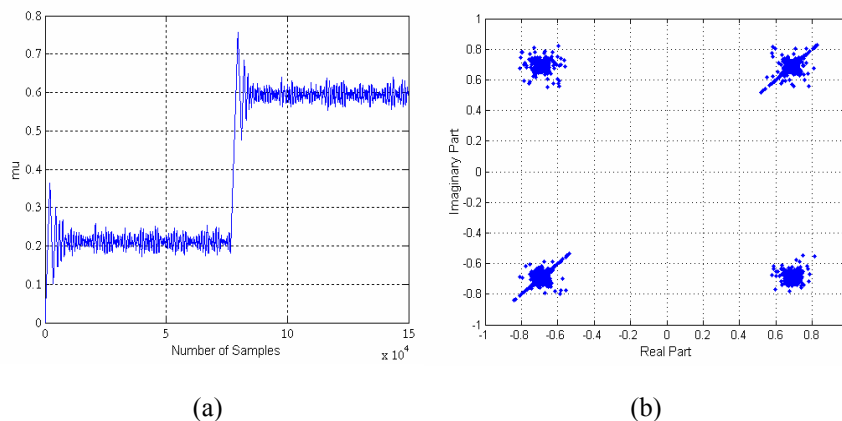 0.8
0.7
0.6
0.5
0.4
0.3
0.2
0.1
0
mu
0 5 10 15
Number of Samples
x 10⁴
(a)
1
0.8
0.6
0.4
0.2
0
-0.2
-0.4
-0.6
-0.8
-1
Imaginary Part
-1 -0.8 -0.6 -0.4 -0.2 0 0.2 0.4 0.6 0.8
Real Part
(b)